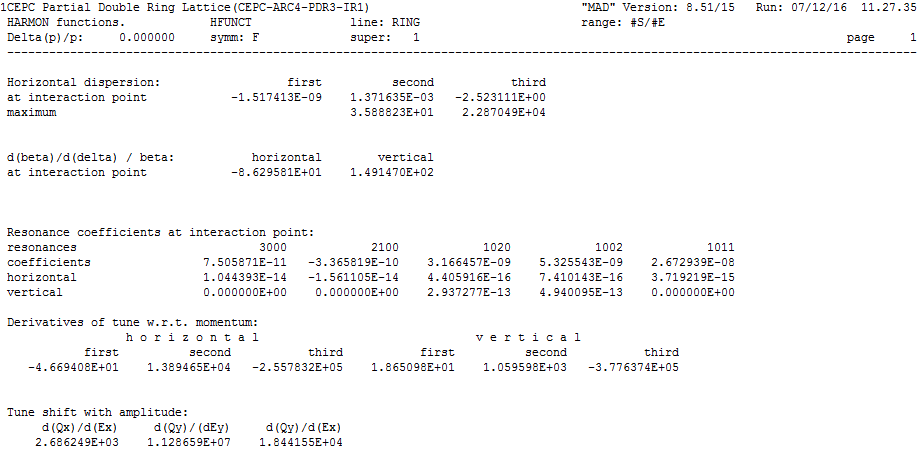 1CEPC Partial Double Ring Lattice(CEPC-ARC4-PDR3-IR1) "MAD" Version: 8.51/15 Run: 07/12/16 11.27.35
HARMON functions. HFUNCT line: RING range: #S/#E
Delta(p)/p: 0.000000 symm: F super: 1 page 1
Horizontal dispersion: first second third
at interaction point -1.517413E-09 1.371635E-03 -2.523111E+00
maximum 3.588823E+01 2.287049E+04
d(beta)/d(delta) / beta: horizontal vertical
at interaction point -8.629581E+01 1.491470E+02
Resonance coefficients at interaction point:
resonances 3000 2100 1020 1002 1011
coefficients 7.505871E-11 -3.365819E-10 3.166457E-09 5.325543E-09 2.672939E-08
horizontal 1.044393E-14 -1.561105E-14 4.405916E-16 7.410143E-16 3.719219E-15
vertical 0.000000E+00 0.000000E+00 2.937277E-13 4.940095E-13 0.000000E+00
Derivatives of tune w.r.t. momentum:
h o r i z o n t a l v e r t i c a l
first second third first second third
-4.669408E+01 1.389465E+04 -2.557832E+05 1.865098E+01 1.059598E+03 -3.776374E+05
Tune shift with amplitude:
d(Qx)/d(Ex) d(Qy)/(dEy) d(Qy)/d(Ex)
2.686249E+03 1.128659E+07 1.844155E+04